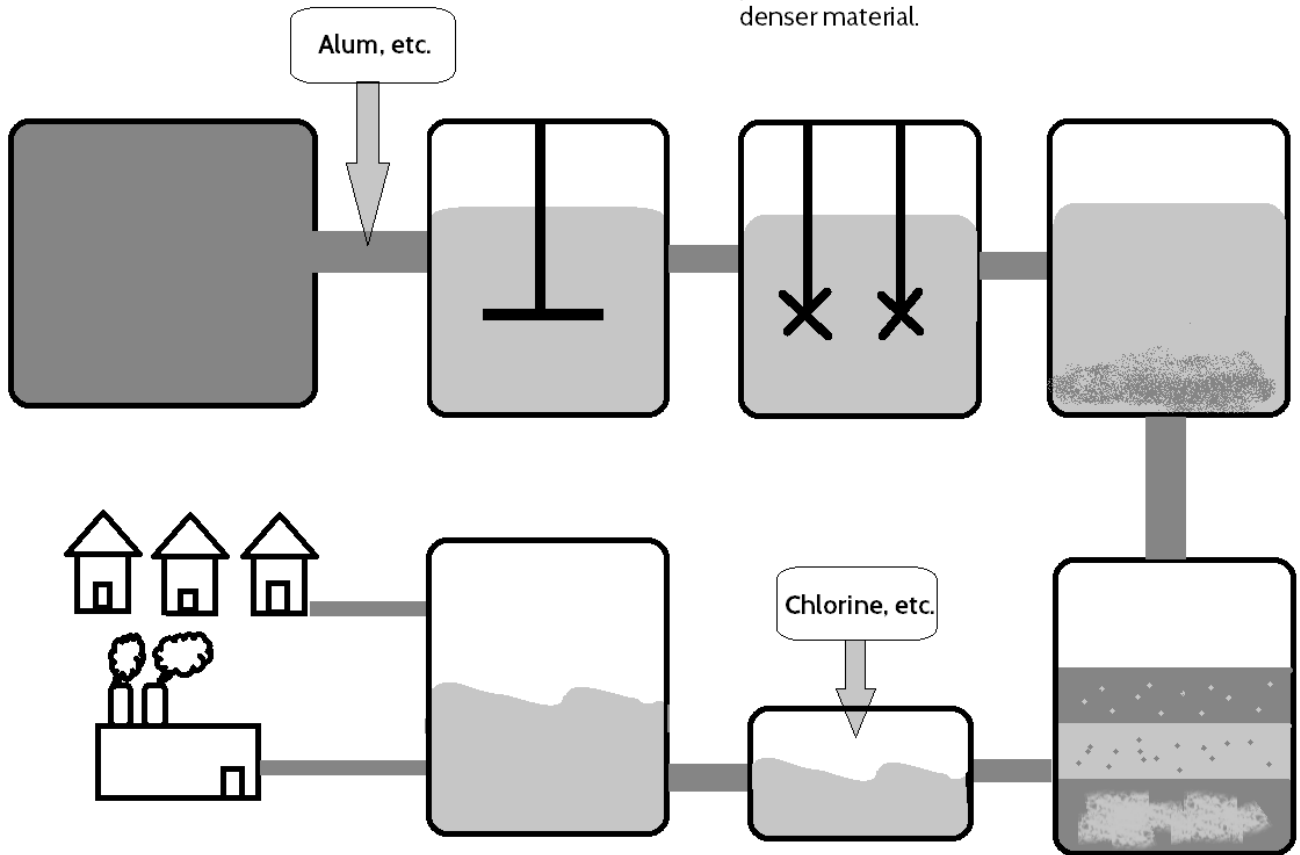 denser material.
Alum, etc.
Chlorine, etc.